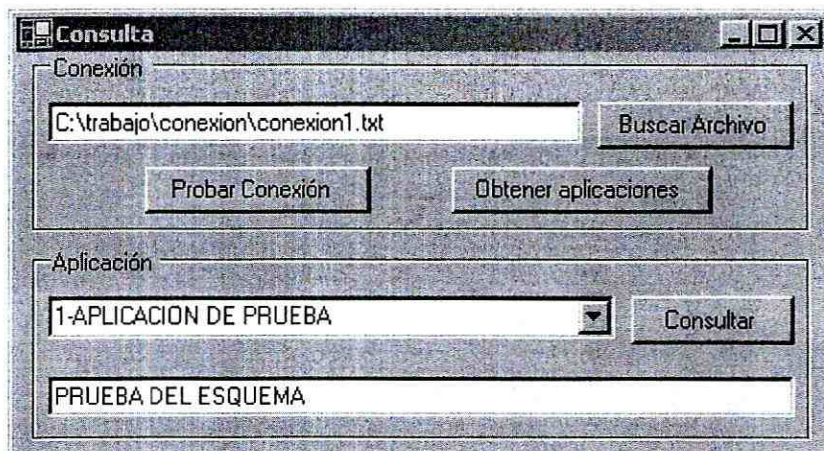 Consulta
Conexión
C:\trabajo\conexion\conexion1.txt
Buscar Archivo
Probar Conexión
Obtener aplicaciones
Aplicación
1-APLICACION DE PRUEBA
Consultar
PRUEBA DEL ESQUEMA